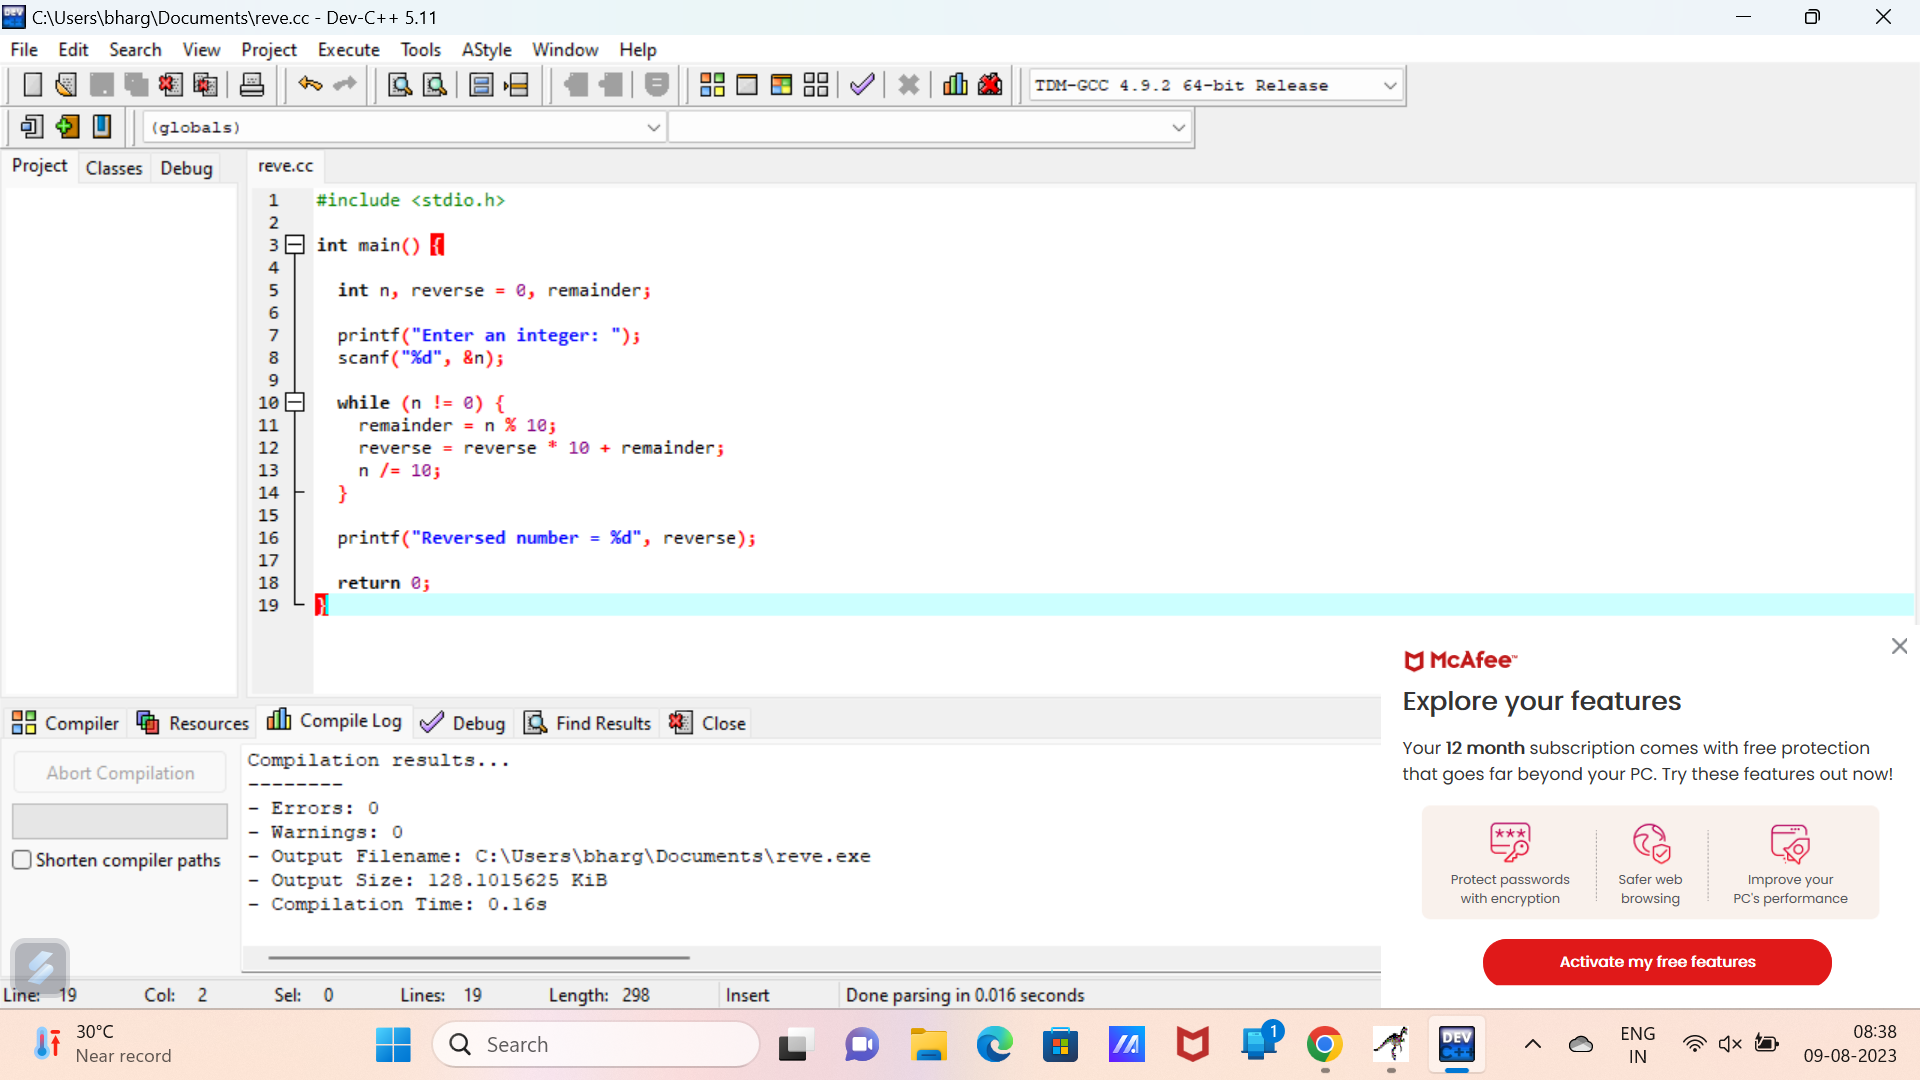 C:\Users\bharg\Documents\reve.cc - Dev-C++ 5.11
File Edit Search View Project Execute Tools AStyle Window Help
TDM-GCC 4.9.2 64-bit Release
(globals)
Project Classes Debug reve.cc
1 #include <stdio.h>
2
3 int main() {
4
5 int n, reverse = 0, remainder;
6
7 printf("Enter an integer: ");
8 scanf("%d", &n);
9
10 while (n != 0) {
11 remainder = n % 10;
12 reverse = reverse * 10 + remainder;
13 n /= 10;
14 }
15
16 printf("Reversed number = %d", reverse);
17
18 return 0;
19 }
McAfee™
Explore your features
Your 12 month subscription comes with free protection
that goes far beyond your PC. Try these features out now!
Protect passwords
with encryption
Safer web
browsing
Improve your
PC's performance
Activate my free features
Compiler Resources Compile Log Debug Find Results Close
Abort Compilation
Shorten compiler paths
Compilation results...
--------
- Errors: 0
- Warnings: 0
- Output Filename: C:\Users\bharg\Documents\reve.exe
- Output Size: 128.1015625 KiB
- Compilation Time: 0.16s
Line: 19 Col: 2 Sel: 0 Lines: 19 Length: 298 Insert Done parsing in 0.016 seconds
30°C
Near record
Search
1
DEV
C++
ENG
IN
08:38
09-08-2023